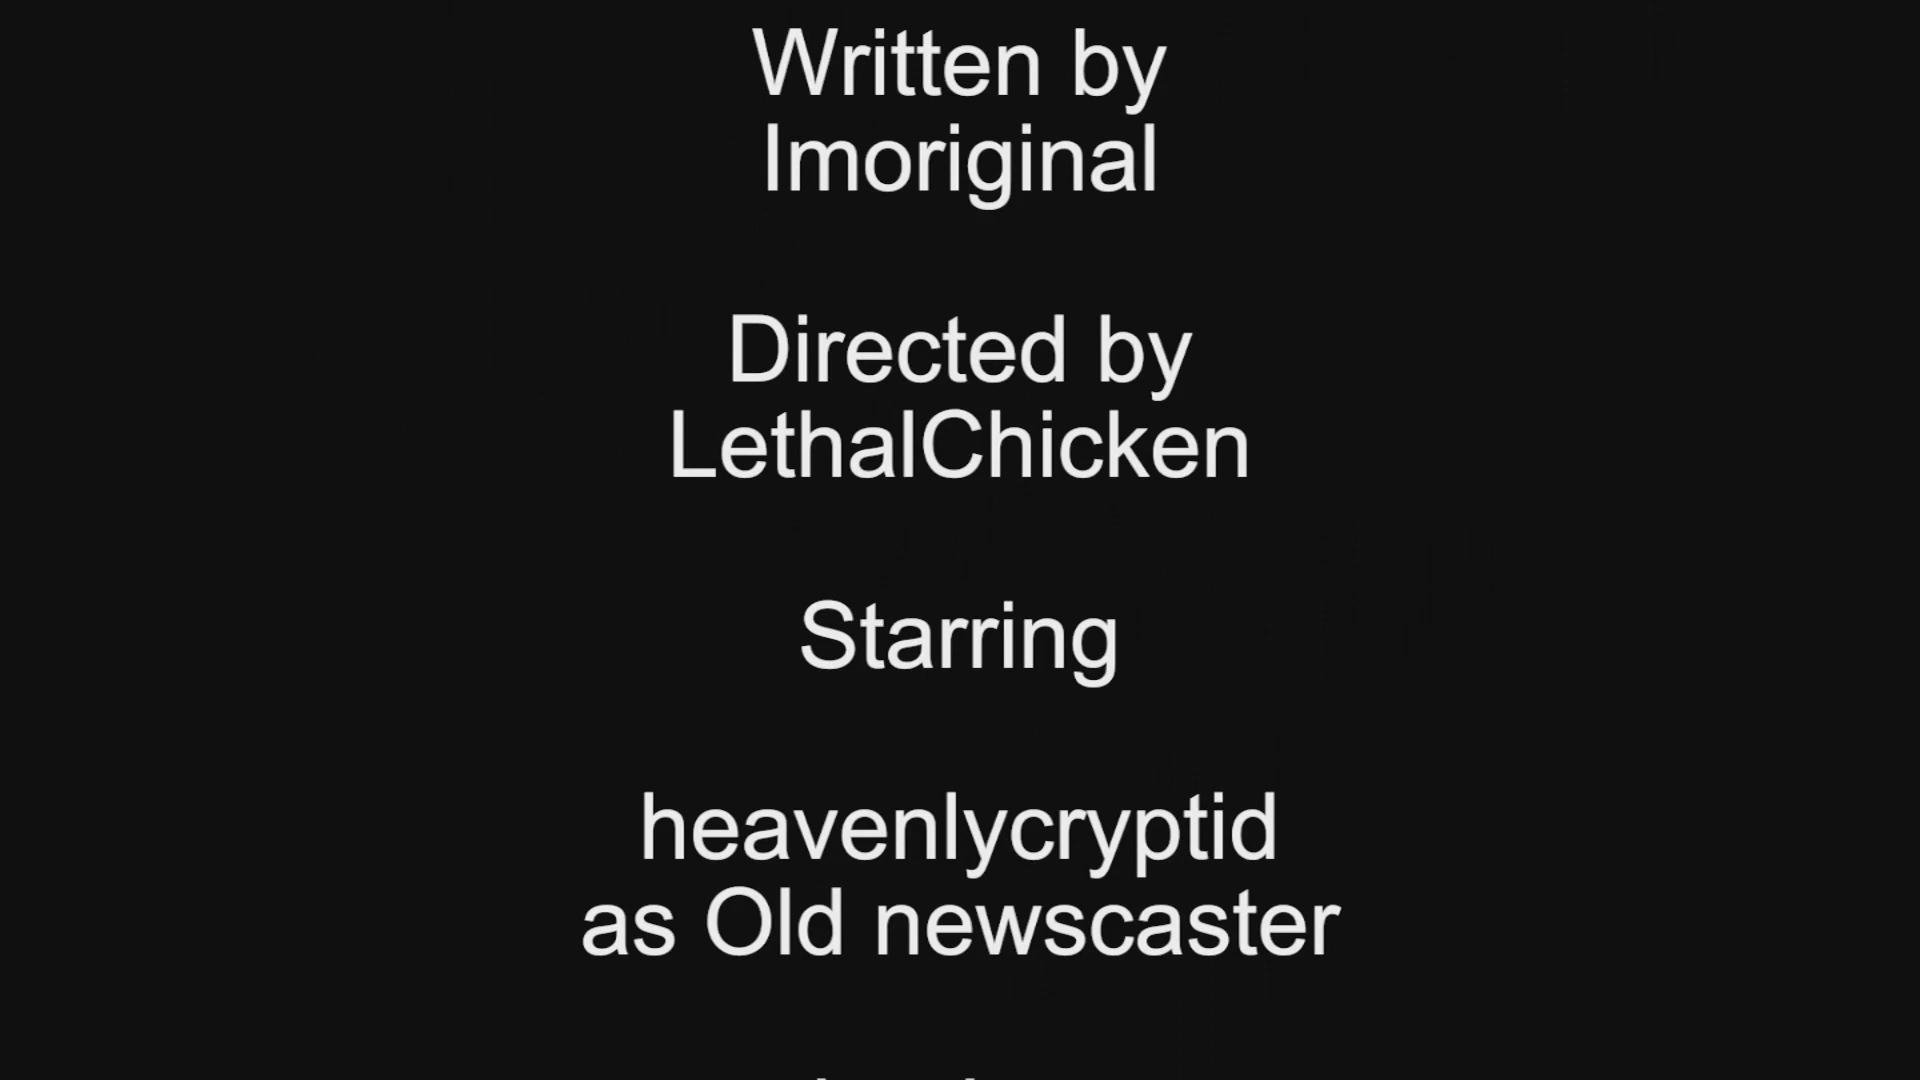 Written by
Imoriginal
Directed by
LethalChicken
Starring
heavenlycryptid
as Old newscaster